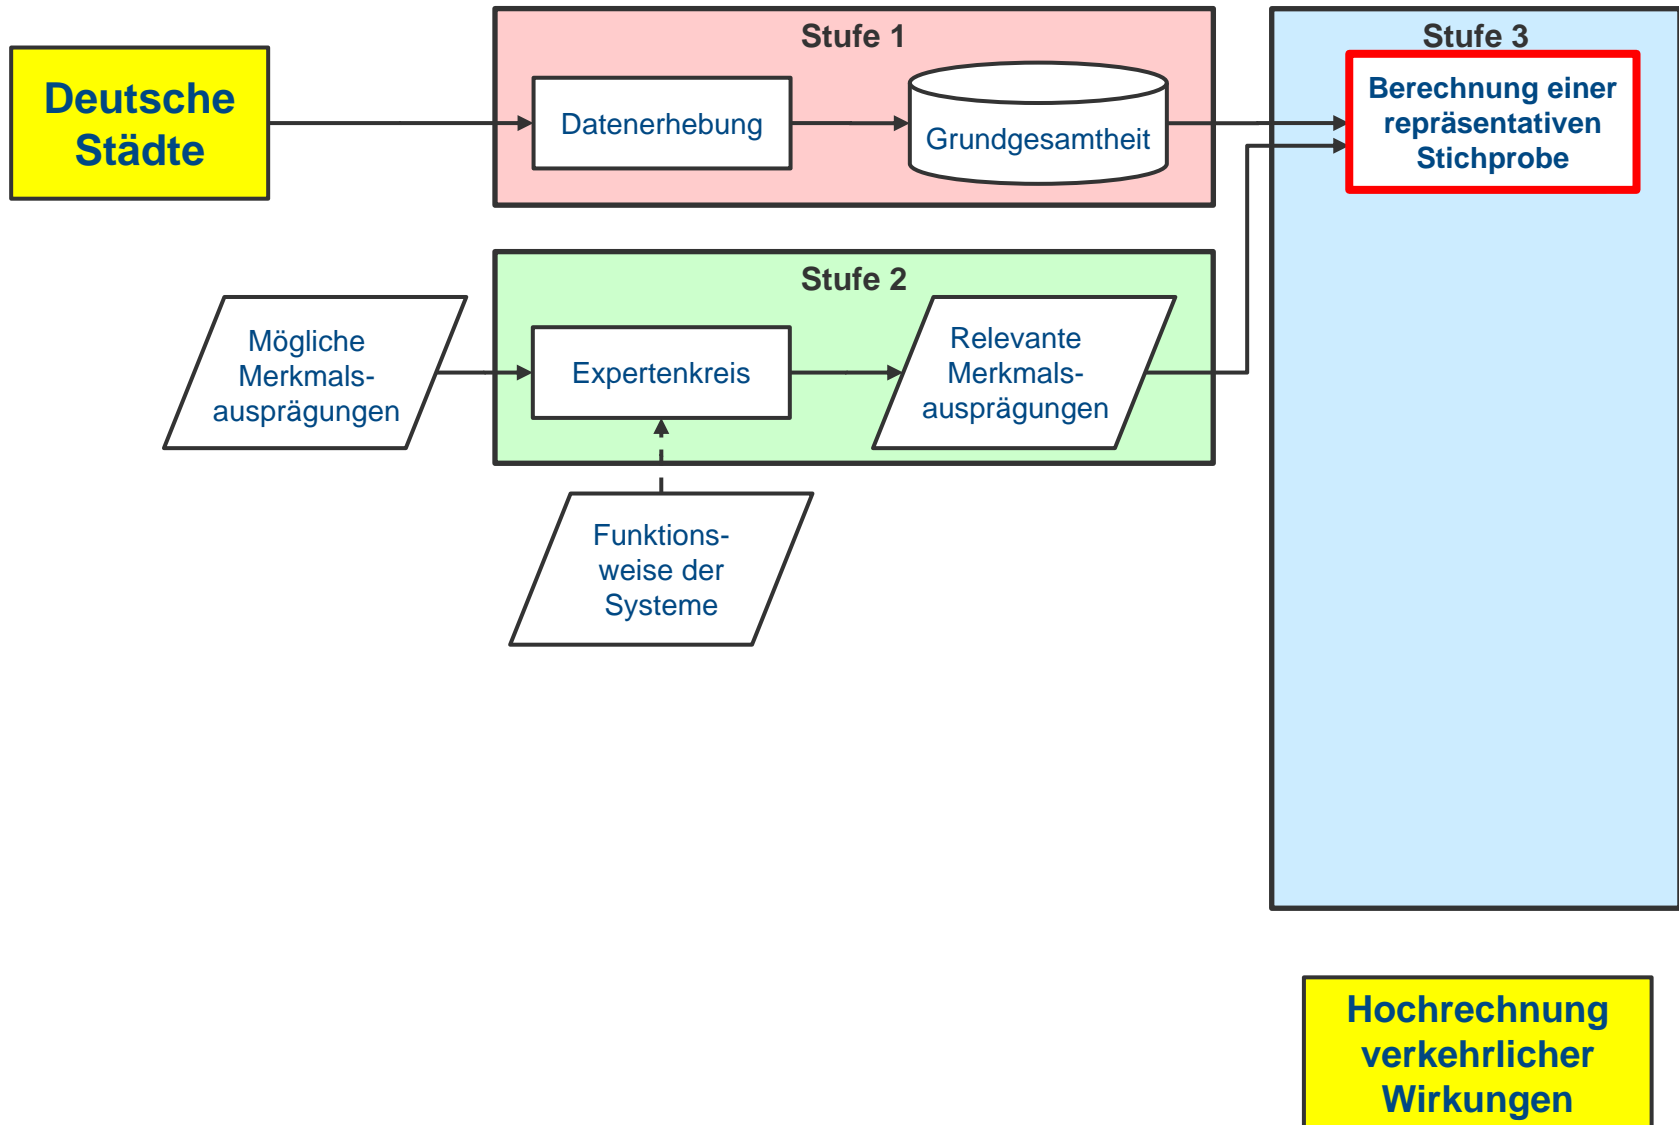 Stufe 1
Stufe 3
Deutsche
Städte
Datenerhebung
Grundgesamtheit
Berechnung einer
repräsentativen
Stichprobe
Stufe 2
Mögliche
Merkmals-
ausprägungen
Expertenkreis
Relevante
Merkmals-
ausprägungen
Funktions-
weise der
Systeme
Hochrechnung
verkehrlicher
Wirkungen